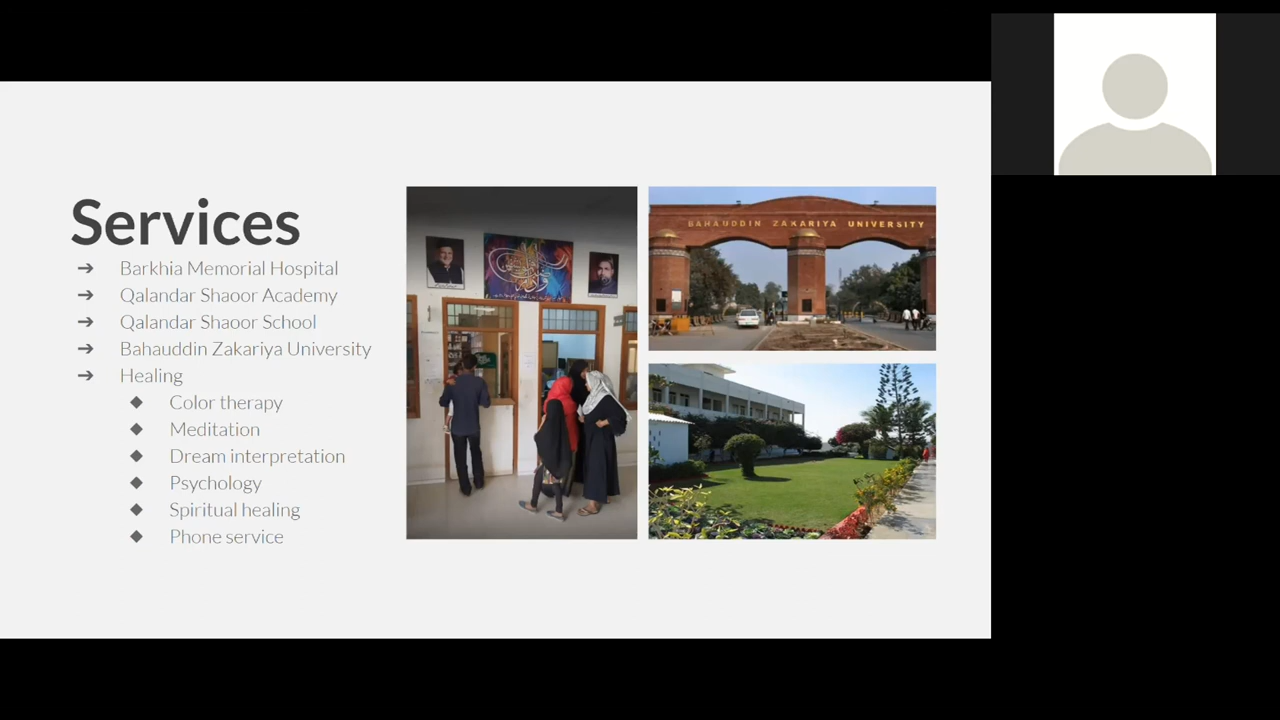 Services
➔ Barkhia Memorial Hospital
➔ Qalandar Shaoor Academy
➔ Qalandar Shaoor School
➔ Bahauddin Zakariya University
➔ Healing
◆ Color therapy
◆ Meditation
◆ Dream interpretation
◆ Psychology
◆ Spiritual healing
◆ Phone service
BAHAUDDIN ZAKARIYA UNIVERSITY